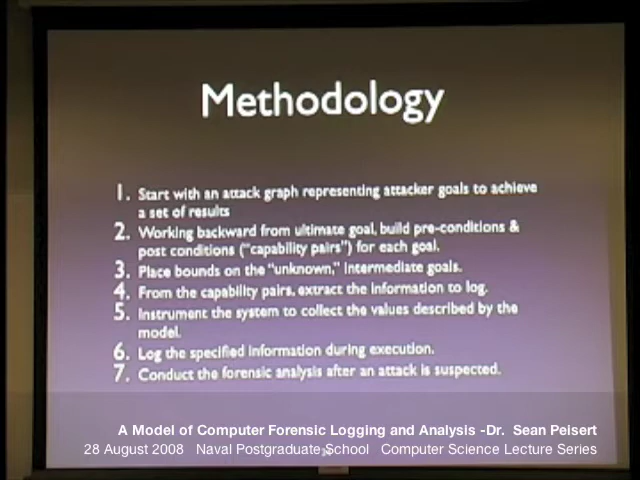 Methodology
1. Start with an attack graph representing attacker goals to achieve
a set of results
2. Working backward from ultimate goal, build pre-conditions &
post conditions ("capability pairs") for each goal.
3. Place bounds on the "unknown," intermediate goals.
4. From the capability pairs, extract the information to log.
5. Instrument the system to collect the values described by the
model.
6. Log the specified information during execution.
7. Conduct the forensic analysis after an attack is suspected.
A Model of Computer Forensic Logging and Analysis -Dr. Sean Peisert
28 August 2008 Naval Postgraduate School Computer Science Lecture Series